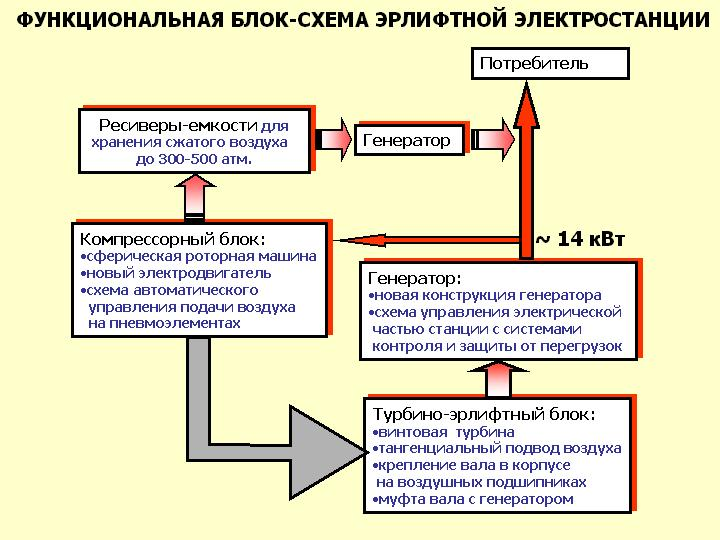 ФУНКЦИОНАЛЬНАЯ БЛОК-СХЕМА ЭРЛИФТНОЙ ЭЛЕКТРОСТАНЦИИ
Потребитель
Ресиверы-емкости для
хранения сжатого воздуха
до 300-500 атм.
Генератор
Компрессорный блок:
•сферическая роторная машина
•новый электродвигатель
•схема автоматического
управления подачи воздуха
на пневмоэлементах
~ 14 кВт
Генератор:
•новая конструкция генератора
•схема управления электрической
частью станции с системами
контроля и защиты от перегрузок
Турбино-эрлифтный блок:
•винтовая турбина
•тангенциальный подвод воздуха
•крепление вала в корпусе
на воздушных подшипниках
•муфта вала с генератором